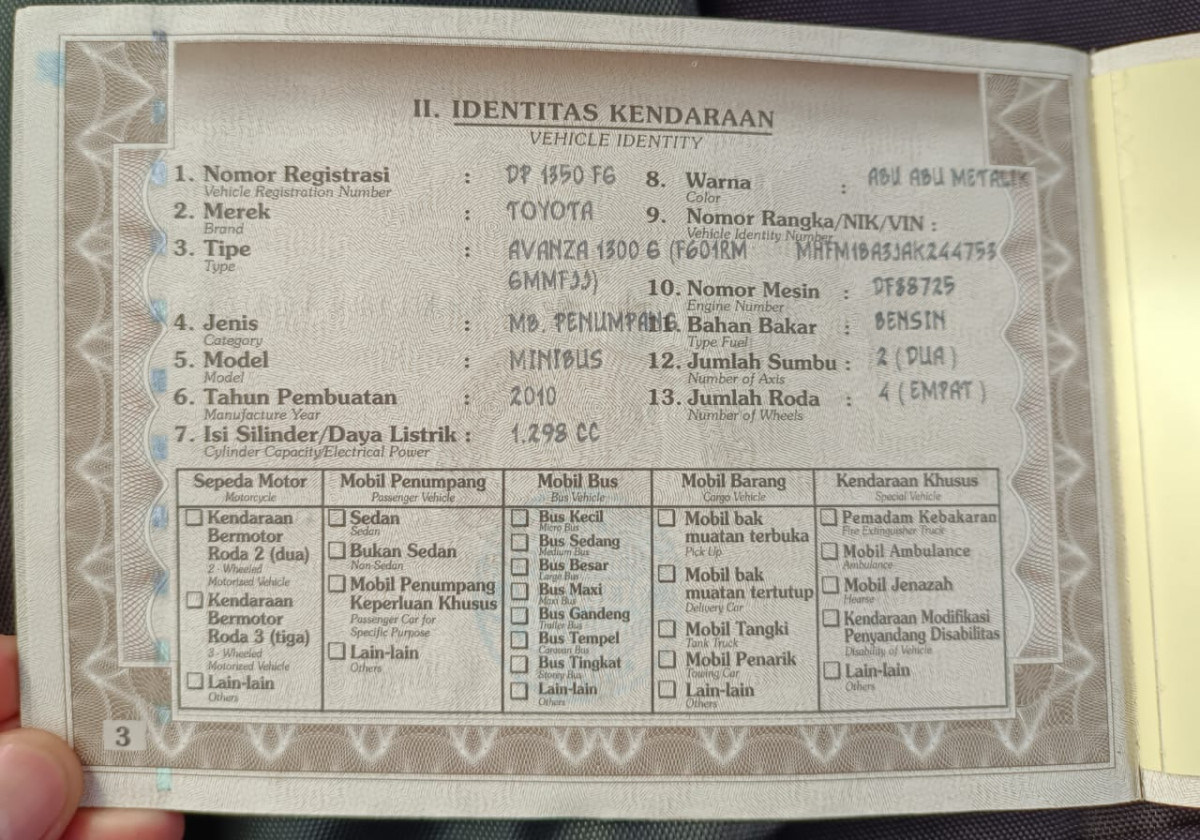 II. IDENTITAS KENDARAAN
VEHICLE IDENTITY
1. Nomor Registrasi : DP 1350 FG
Vehicle Registration Number
2. Merek : TOYOTA
Brand
3. Tipe : AVANZA 1300 G (F601RM
Type
GMMFJJ)
4. Jenis : MB. PENUMPANG
Category
5. Model : MINIBUS
Model
6. Tahun Pembuatan : 2010
Manufacture Year
7. Isi Silinder/Daya Listrik : 1.298 CC
Cylinder Capacity/Electrical Power
8. Warna : ABU ABU METALIK
Color
9. Nomor Rangka/NIK/VIN :
Vehicle Identity Number
MHFM1BA3JAK244753
10. Nomor Mesin : DF88725
Engine Number
11. Bahan Bakar : BENSIN
Type Fuel
12. Jumlah Sumbu : 2 (DUA)
Number of Axis
13. Jumlah Roda : 4 (EMPAT)
Number of Wheels
Sepeda Motor
Motorcycle
Kendaraan
Bermotor
Roda 2 (dua)
2 - Wheeled
Motorised Vehicle
Kendaraan
Bermotor
Roda 3 (tiga)
3 - Wheeled
Motorized Vehicle
Lain-lain
Others
Mobil Penumpang
Passenger Vehicle
Sedan
Sedan
Bukan Sedan
Non-Sedan
Mobil Penumpang
Keperluan Khusus
Passenger Car for
Specific Purpose
Lain-lain
Others
Mobil Bus
Bus Vehicle
Bus Kecil
Micro Bus
Bus Sedang
Medium Bus
Bus Besar
Large Bus
Bus Maxi
Maxi Bus
Bus Gandeng
Trailer Bus
Bus Tempel
Caravan Bus
Bus Tingkat
Storey Bus
Lain-lain
Others
Mobil Barang
Cargo Vehicle
Mobil bak
muatan terbuka
Pick Up
Mobil bak
muatan tertutup
Delivery Car
Mobil Tangki
Tank Truck
Mobil Penarik
Towing Car
Lain-lain
Others
Kendaraan Khusus
Special Vehicle
Pemadam Kebakaran
Fire Extinguisher Truck
Mobil Ambulance
Ambulance
Mobil Jenazah
Hearse
Kendaraan Modifikasi
Penyandang Disabilitas
Disability of Vehicle
Lain-lain
Others
3